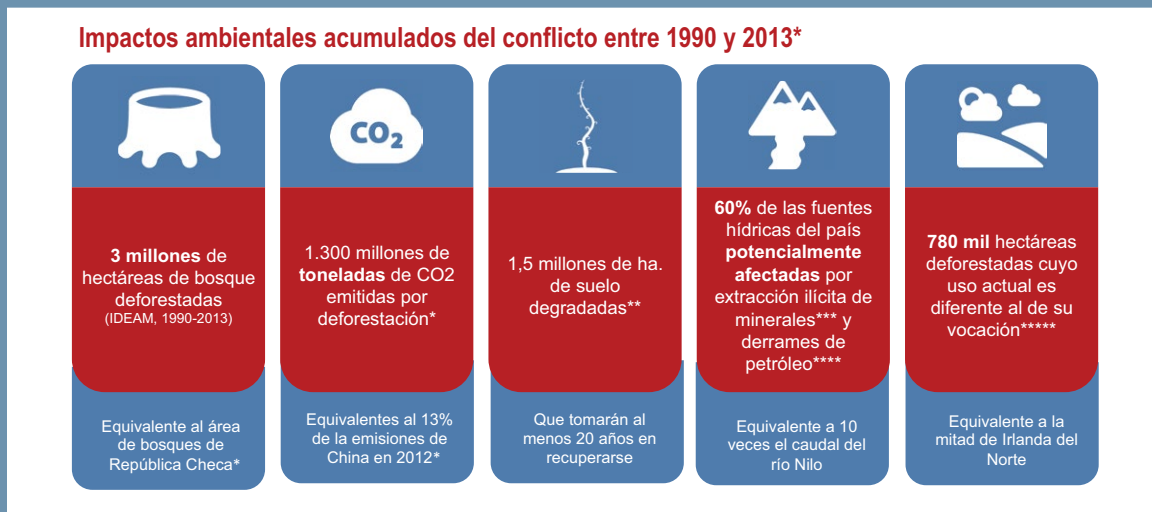 Impactos ambientales acumulados del conflicto entre 1990 y 2013*
CO2
3 millones de
hectáreas de bosque
deforestadas
(IDEAM, 1990-2013)
Equivalente al área
de bosques de
República Checa*
1.300 millones de
toneladas de CO2
emitidas por
deforestación*
Equivalentes al 13%
de la emisiones de
China en 2012*
1,5 millones de ha.
de suelo
degradadas**
Que tomarán al
menos 20 años en
recuperarse
60% de las fuentes
hídricas del país
potencialmente
afectadas por
extracción ilícita de
minerales*** y
derrames de
petróleo****
Equivalente a 10
veces el caudal del
río Nilo
780 mil hectáreas
deforestadas cuyo
uso actual es
diferente al de su
vocación*****
Equivalente a la
mitad de Irlanda del
Norte